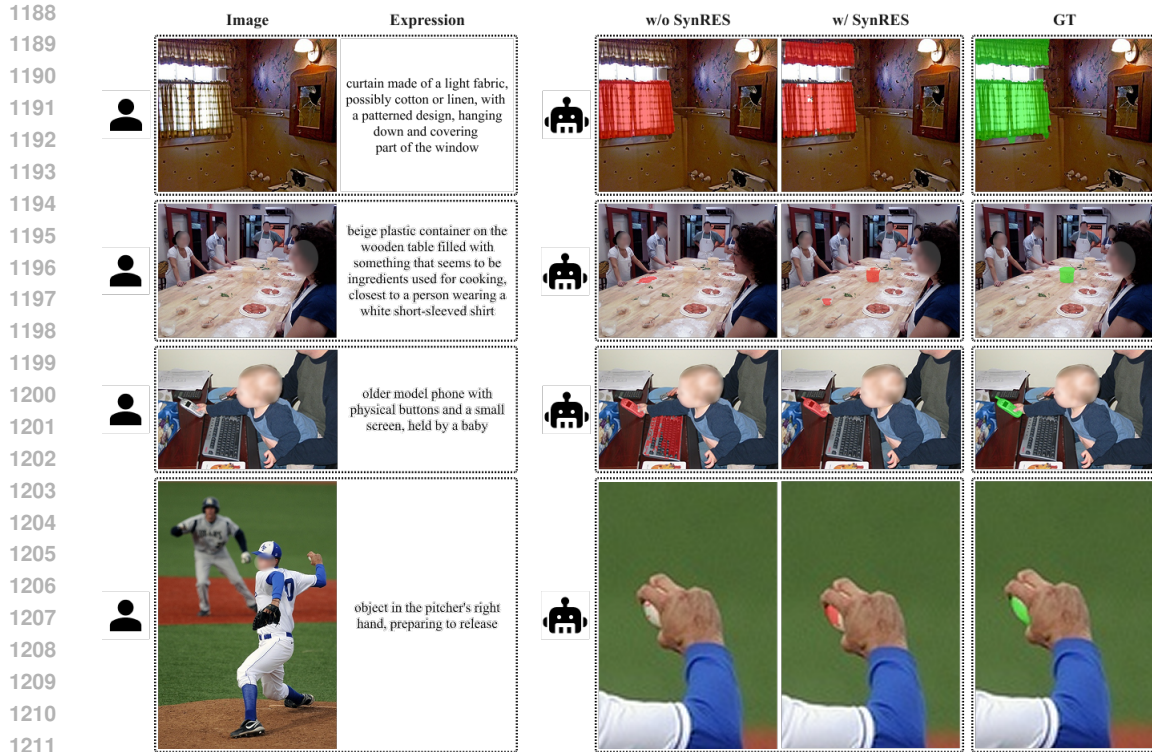 1188
1189
1190
1191
1192
1193
1194
1195
1196
1197
1198
1199
1200
1201
1202
1203
1204
1205
1206
1207
1208
1209
1210
1211
Image
Expression
w/o SynRES
w/ SynRES
GT
curtain made of a light fabric,
possibly cotton or linen, with
a patterned design, hanging
down and covering
part of the window
beige plastic container on the
wooden table filled with
something that seems to be
ingredients used for cooking,
closest to a person wearing a
white short-sleeved shirt
older model phone with
physical buttons and a small
screen, held by a baby
object in the pitcher's right
hand, preparing to release